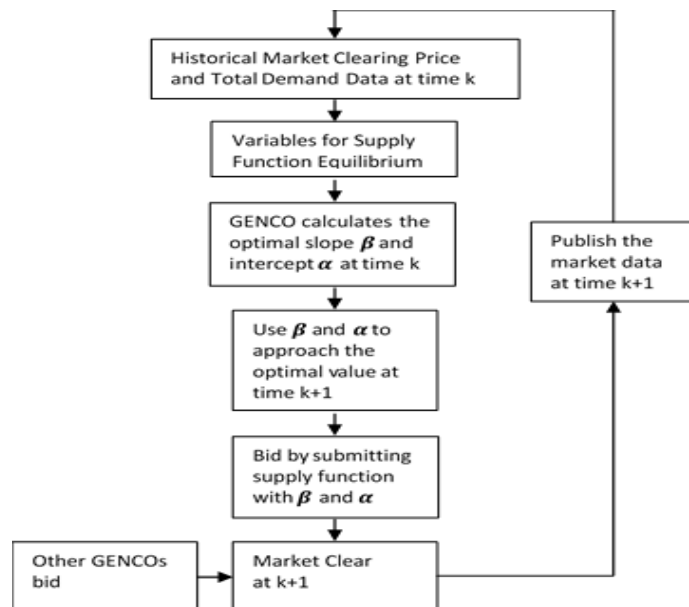 Historical Market Clearing Price
and Total Demand Data at time k
Variables for Supply
Function Equilibrium
GENCO calculates the
optimal slope β and
intercept α at time k
Publish the
market data
at time k+1
Use β and α to
approach the
optimal value at
time k+1
Bid by submitting
supply function
with β and α
Other GENCOs
bid
Market Clear
at k+1